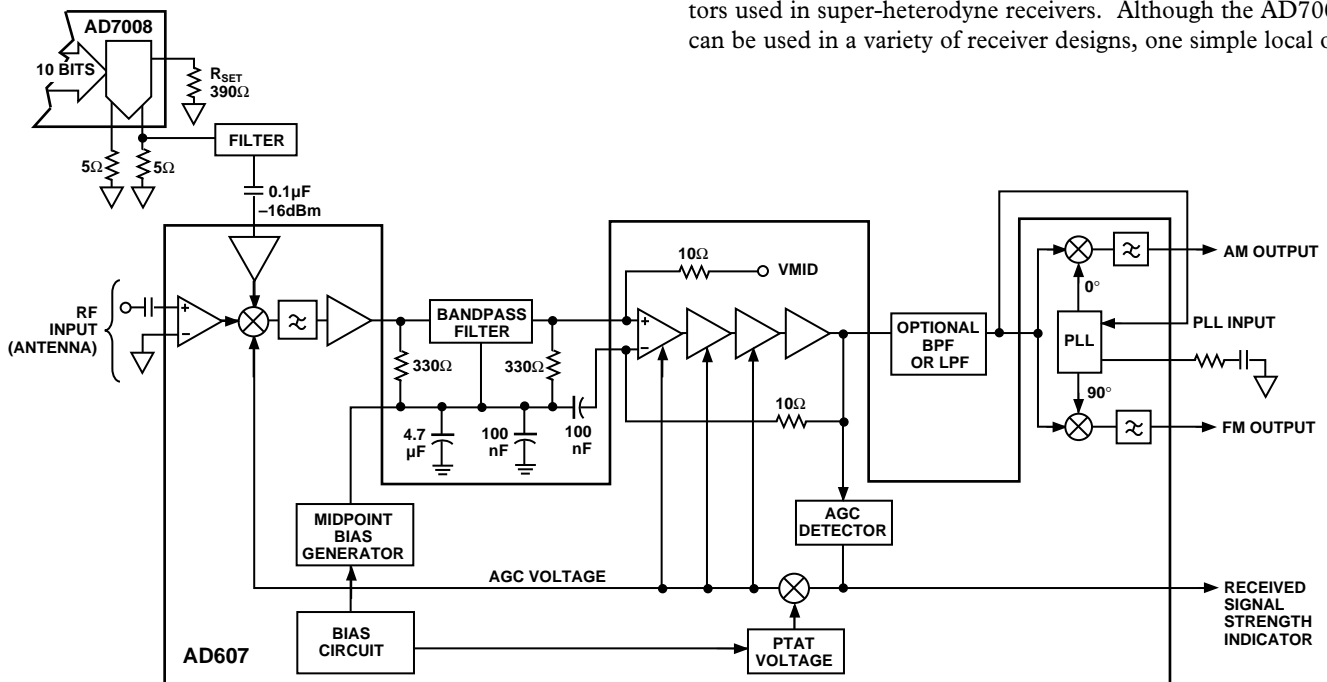 tors used in super-heterodyne receivers. Although the AD700
can be used in a variety of receiver designs, one simple local o
AD7008
10 BITS
RSET
390Ω
5Ω
5Ω
FILTER
0.1µF
–16dBm
RF
INPUT
(ANTENNA)
+
–
BANDPASS
FILTER
330Ω
330Ω
4.7
µF
100
nF
100
nF
10Ω
VMID
+
–
10Ω
OPTIONAL
BPF
OR LPF
0°
PLL
90°
AM OUTPUT
PLL INPUT
FM OUTPUT
AGC
DETECTOR
MIDPOINT
BIAS
GENERATOR
AGC VOLTAGE
BIAS
CIRCUIT
PTAT
VOLTAGE
RECEIVED
SIGNAL
STRENGTH
INDICATOR
AD607